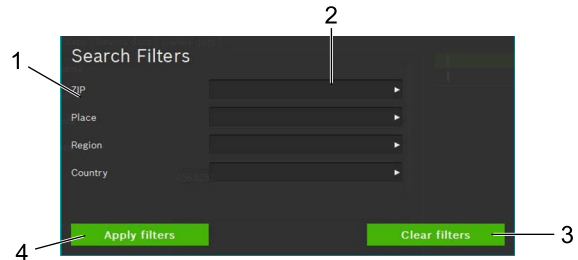 2
1
Search Filters
ZIP
Place
Region
Country
Apply filters
Clear filters
3
4